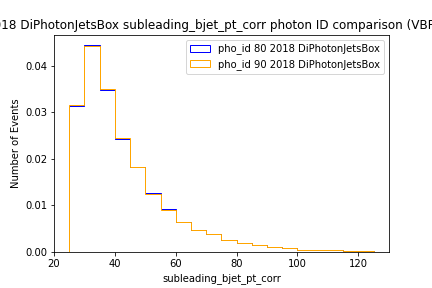 018 DiPhotonJetsBox subleading_bjet_pt_corr photon ID comparison (VBF
pho_id 80 2018 DiPhotonJetsBox
pho_id 90 2018 DiPhotonJetsBox
Number of Events
0.04
0.03
0.02
0.01
0.00
20 40 60 80 100 120
subleading_bjet_pt_corr